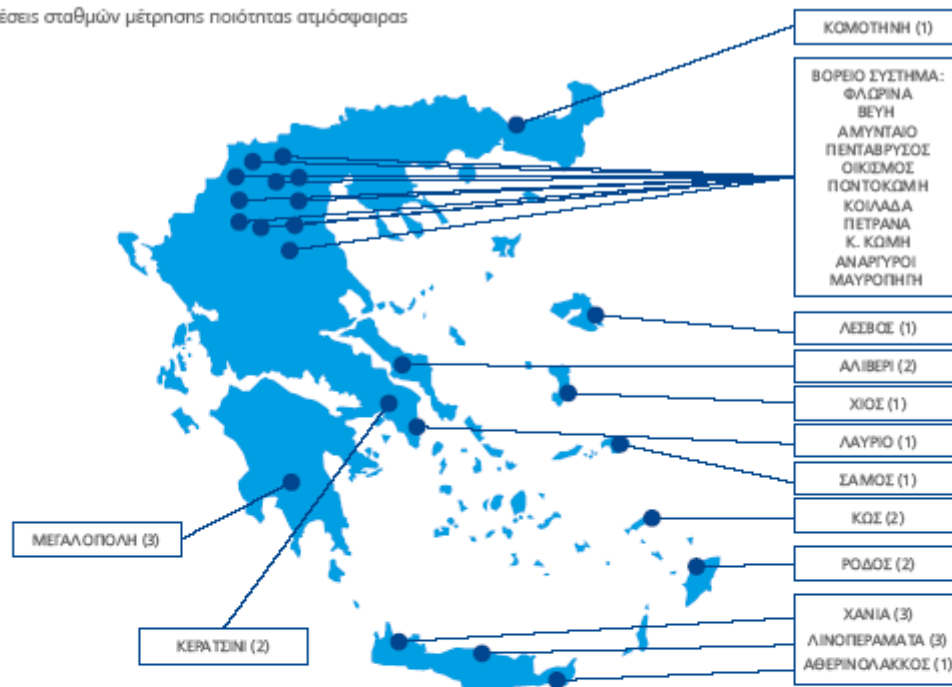 έσεις σταθμών μέτρησης ποιότητας ατμόσφαιρας
ΚΟΜΟΤΗΝΗ (1)
ΒΟΡΕΙΟ ΣΥΣΤΗΜΑ:
ΦΛΩΡΙΝΑ
ΒΕΥΗ
ΑΜΥΝΤΑΙΟ
ΠΕΝΤΑΒΡΥΣΟΣ
ΟΙΚΙΣΜΟΣ
ΠΟΝΤΟΚΩΜΗ
ΚΟΙΛΑΔΑ
ΠΕΤΡΑΝΑ
Κ. ΚΩΜΗ
ΑΝΑΡΓΥΡΟΙ
ΜΑΥΡΟΠΗΓΗ
ΛΕΣΒΟΣ (1)
ΑΛΙΒΕΡΙ (2)
ΧΙΟΣ (1)
ΛΑΥΡΙΟ (1)
ΣΑΜΟΣ (1)
ΚΩΣ (2)
ΡΟΔΟΣ (2)
ΧΑΝΙΑ (3)
ΛΙΝΟΠΕΡΑΜΑΤΑ (3)
ΑΘΕΡΙΝΟΛΑΚΚΟΣ (1)
ΜΕΓΑΛΟΠΟΛΗ (3)
ΚΕΡΑΤΣΙΝΙ (2)